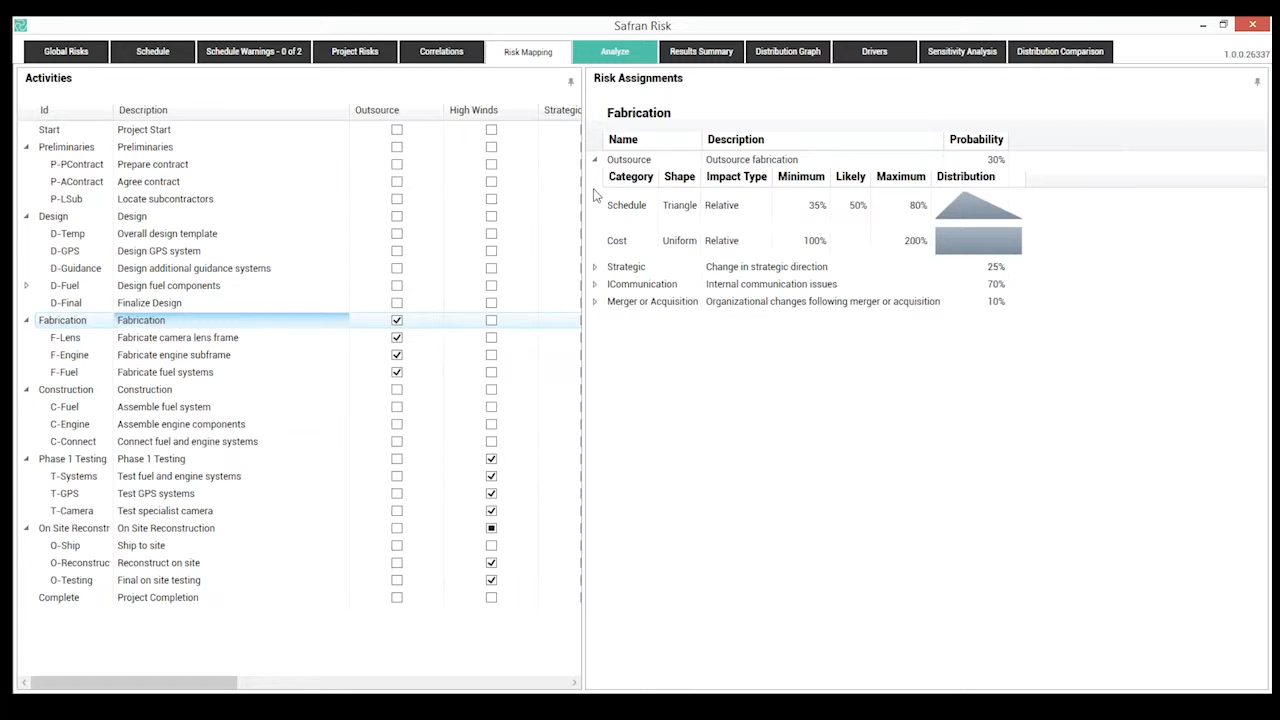 Safran Risk
Global Risks Schedule Schedule Warnings - 0 of 2 Project Risks Correlations Risk Mapping Analyze Results Summary Distribution Graph Drivers Sensitivity Analysis Distribution Comparison 1.0.0.26337
Activities
Id Description Outsource High Winds Strategic
Start Project Start
Preliminaries Preliminaries
P-PContract Prepare contract
P-AContract Agree contract
P-LSub Locate subcontractors
Design Design
D-Temp Overall design template
D-GPS Design GPS system
D-Guidance Design additional guidance systems
D-Fuel Design fuel components
D-Final Finalize Design
Fabrication Fabrication
F-Lens Fabricate camera lens frame
F-Engine Fabricate engine subframe
F-Fuel Fabricate fuel systems
Construction Construction
C-Fuel Assemble fuel system
C-Engine Assemble engine components
C-Connect Connect fuel and engine systems
Phase 1 Testing Phase 1 Testing
T-Systems Test fuel and engine systems
T-GPS Test GPS systems
T-Camera Test specialist camera
On Site Reconstr On Site Reconstruction
O-Ship Ship to site
O-Reconstruc Reconstruct on site
O-Testing Final on site testing
Complete Project Completion
Risk Assignments
Fabrication
Name Description Probability
Outsource Outsource fabrication 30%
Category Shape Impact Type Minimum Likely Maximum Distribution
Schedule Triangle Relative 35% 50% 80%
Cost Uniform Relative 100% 200%
Strategic Change in strategic direction 25%
ICommunication Internal communication issues 70%
Merger or Acquisition Organizational changes following merger or acquisition 10%